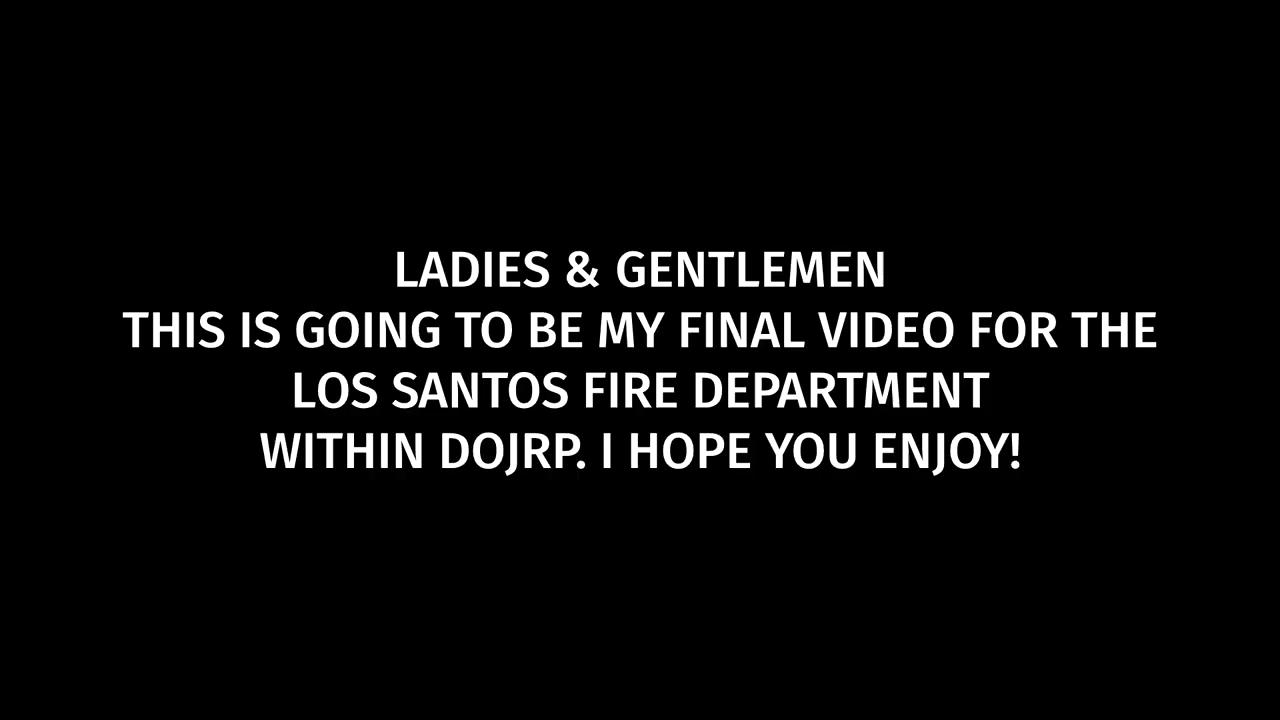 LADIES & GENTLEMEN
THIS IS GOING TO BE MY FINAL VIDEO FOR THE
LOS SANTOS FIRE DEPARTMENT
WITHIN DOJRP. I HOPE YOU ENJOY!